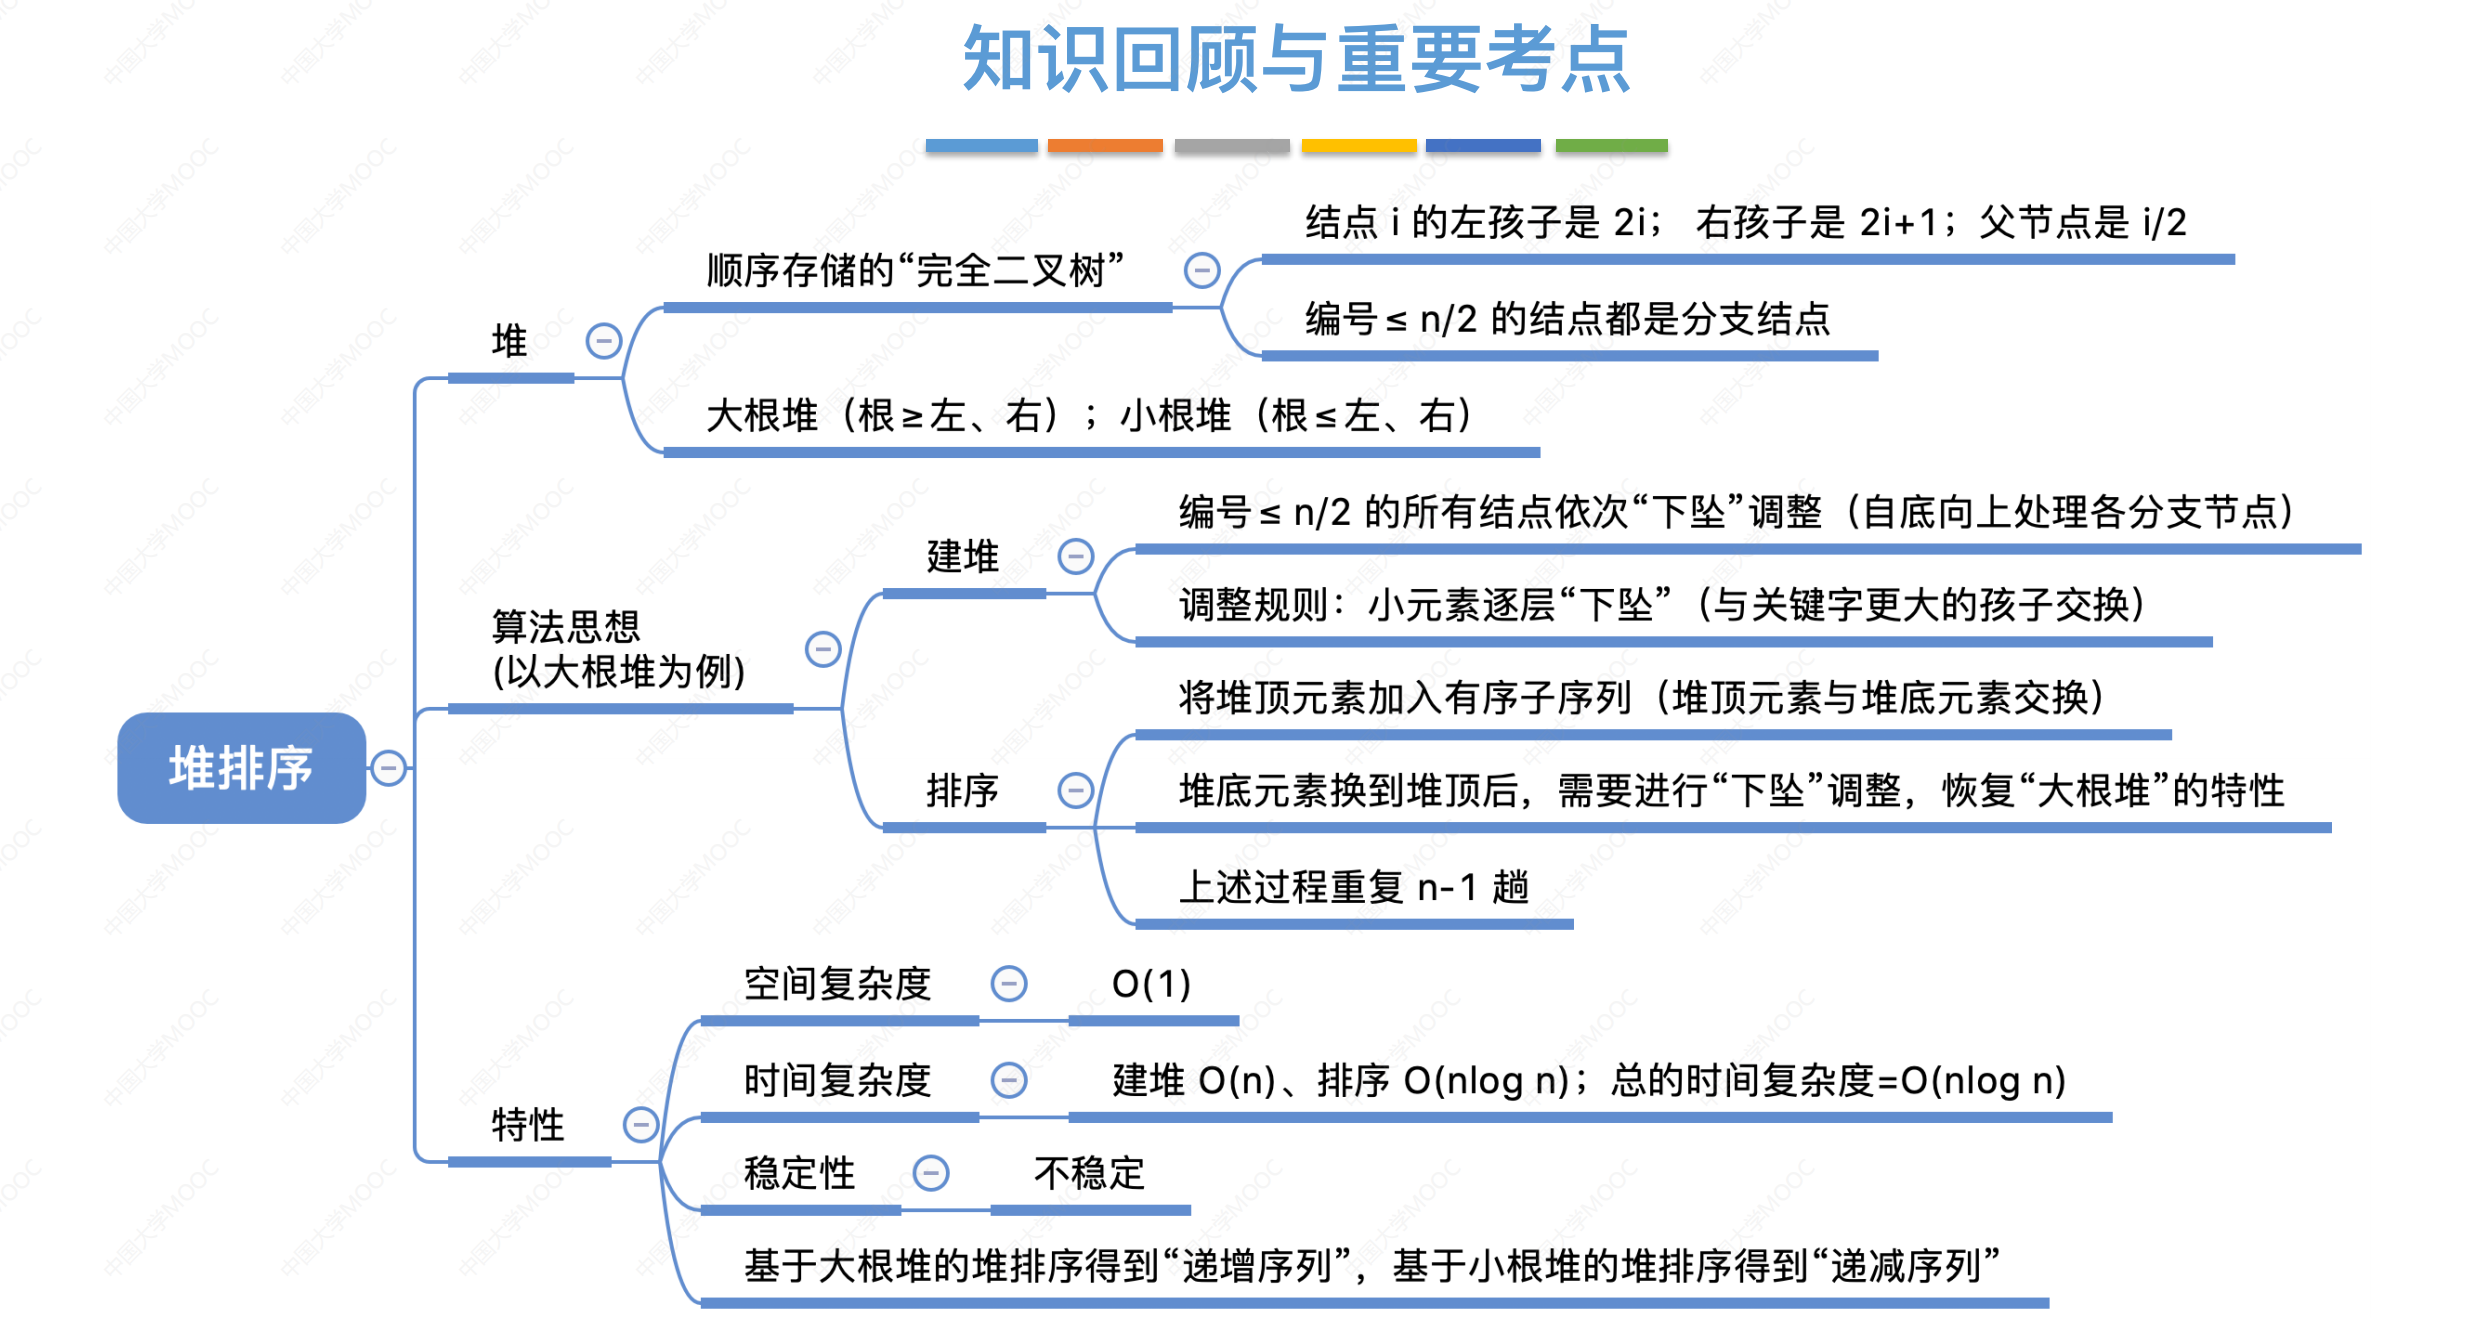 知识回顾与重要考点
堆排序
堆
顺序存储的“完全二叉树”
结点 i 的左孩子是 2i； 右孩子是 2i+1；父节点是 i/2
编号≤ n/2 的结点都是分支结点
大根堆（根≥左、右）；小根堆（根≤左、右）
算法思想
(以大根堆为例)
建堆
编号≤ n/2 的所有结点依次“下坠”调整（自底向上处理各分支节点）
调整规则：小元素逐层“下坠”（与关键字更大的孩子交换）
排序
将堆顶元素加入有序子序列（堆顶元素与堆底元素交换）
堆底元素换到堆顶后，需要进行“下坠”调整，恢复“大根堆”的特性
上述过程重复 n-1 趟
特性
空间复杂度
O(1)
时间复杂度
建堆 O(n)、排序 O(nlog n)；总的时间复杂度=O(nlog n)
稳定性
不稳定
基于大根堆的堆排序得到“递增序列”，基于小根堆的堆排序得到“递减序列”
中国大学MOOC